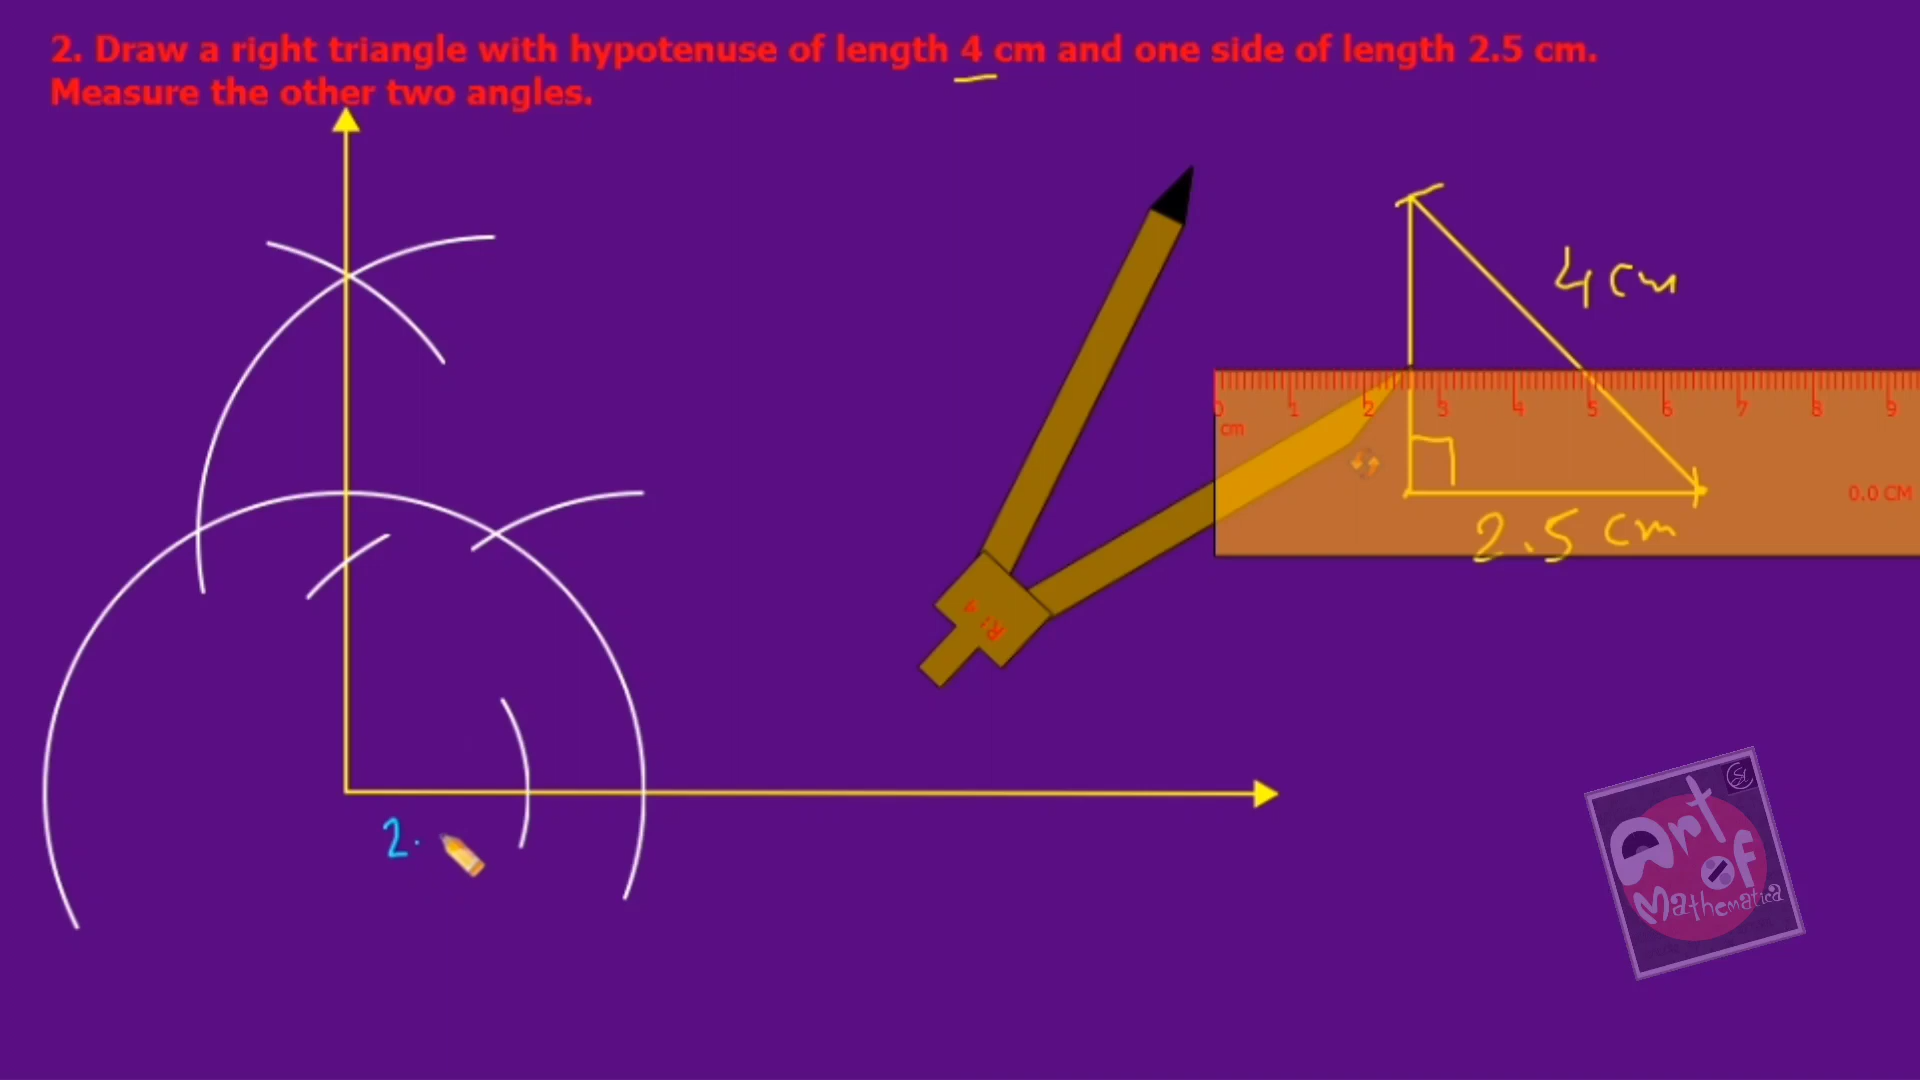 2. Draw a right triangle with hypotenuse of length 4 cm and one side of length 2.5 cm.
Measure the other two angles.
4 cm
0 1 2 3 4 5 6 7 8 9
cm
0.0 CM
2.5 cm
2.
Art
Of
Mathematica